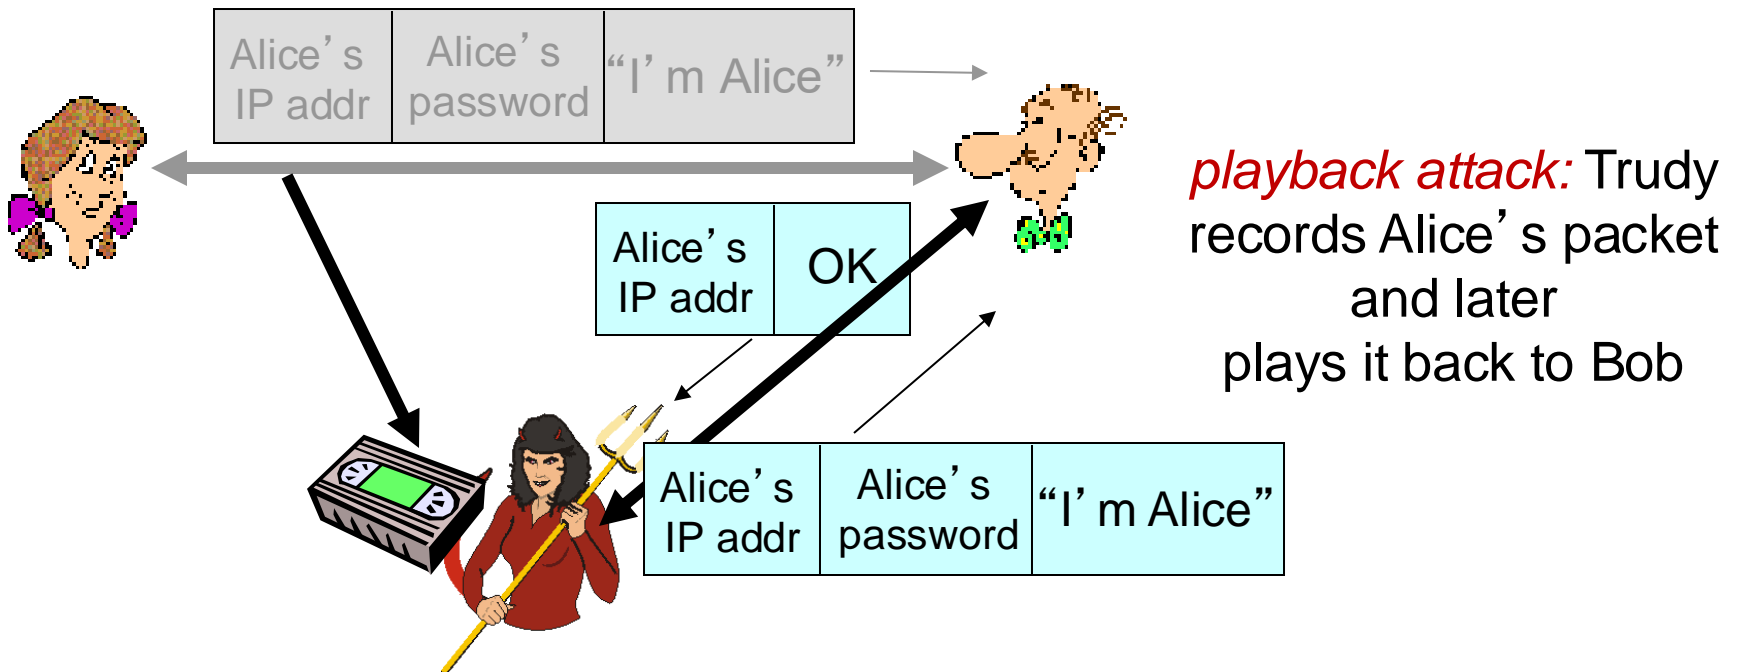 Alice’s IP addr
Alice’s password
“I’m Alice”
Alice’s IP addr
OK
Alice’s IP addr
Alice’s password
“I’m Alice”
playback attack: Trudy
records Alice’s packet
and later
plays it back to Bob